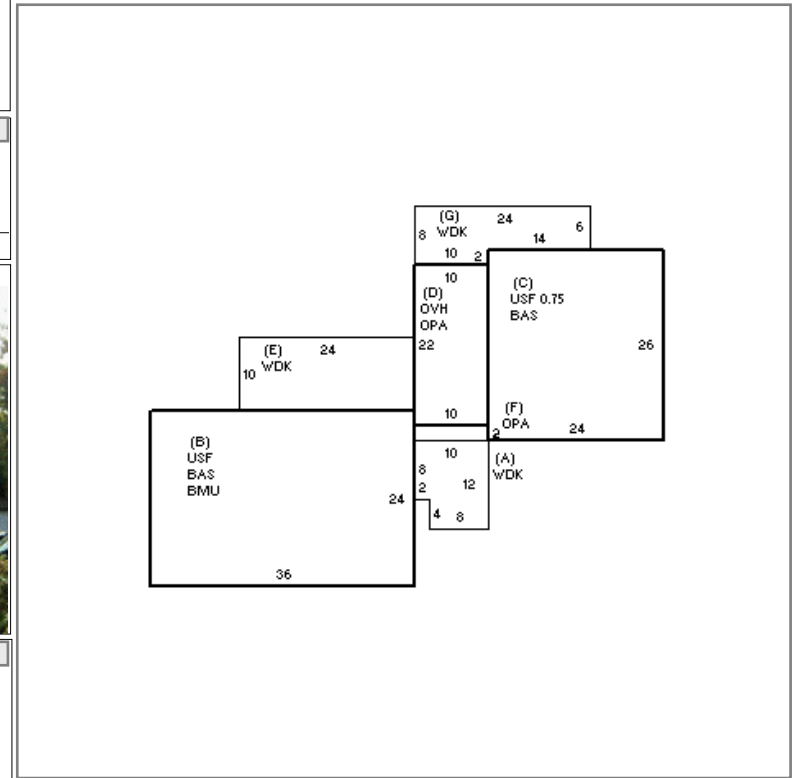 (G)
WDK
24
6
8
14
10
2
10
(D)
OVH
OPA
22
10
(C)
USF 0.75
BAS
26
(E)
WDK
24
10
(F)
OPA
2
24
(B)
USF
BAS
BMU
24
36
10
(A)
WDK
8
2
12
4
8